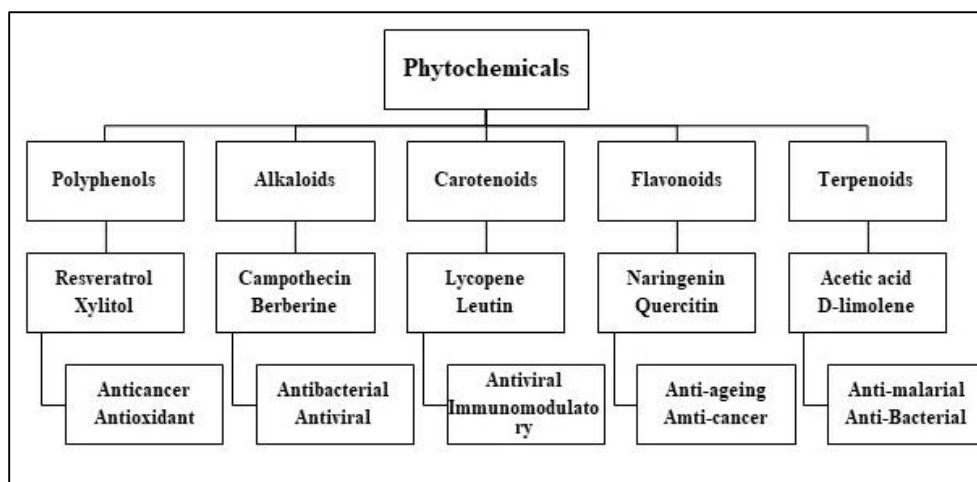 Phytochemicals
Polyphenols
Alkaloids
Carotenoids
Flavonoids
Terpenoids
Resveratrol
Xylitol
Campothecin
Berberine
Lycopene
Leutin
Naringenin
Quercitin
Acetic acid
D-limolene
Anticancer
Antioxidant
Antibacterial
Antiviral
Antiviral
Immunomodulato
ry
Anti-ageing
Amti-cancer
Anti-malarial
Anti-Bacterial